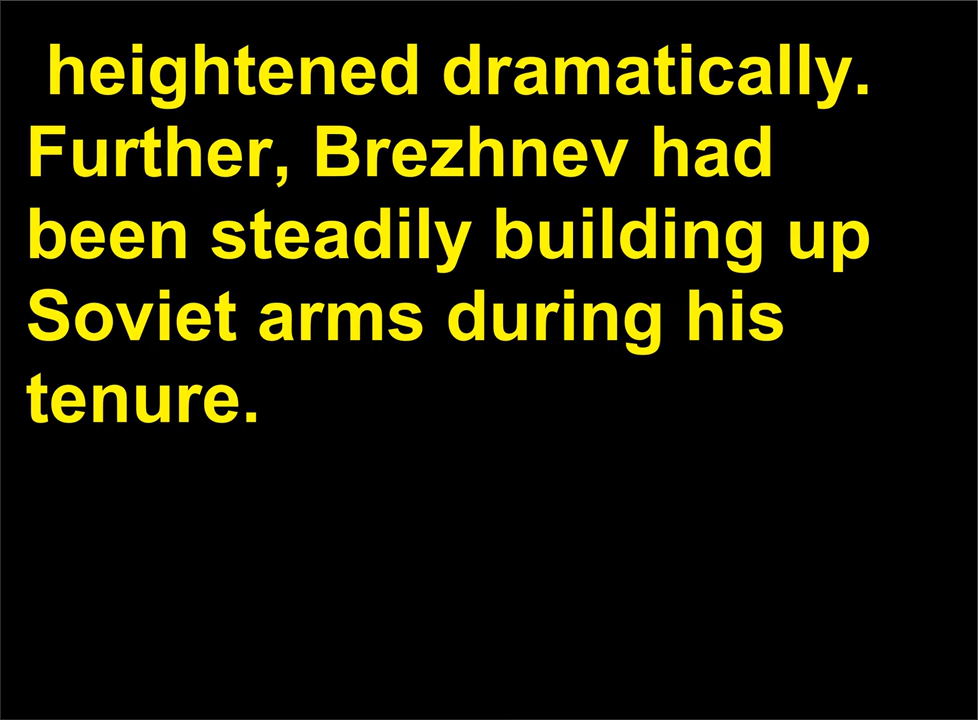 heightened dramatically.
Further, Brezhnev had
been steadily building up
Soviet arms during his
tenure.